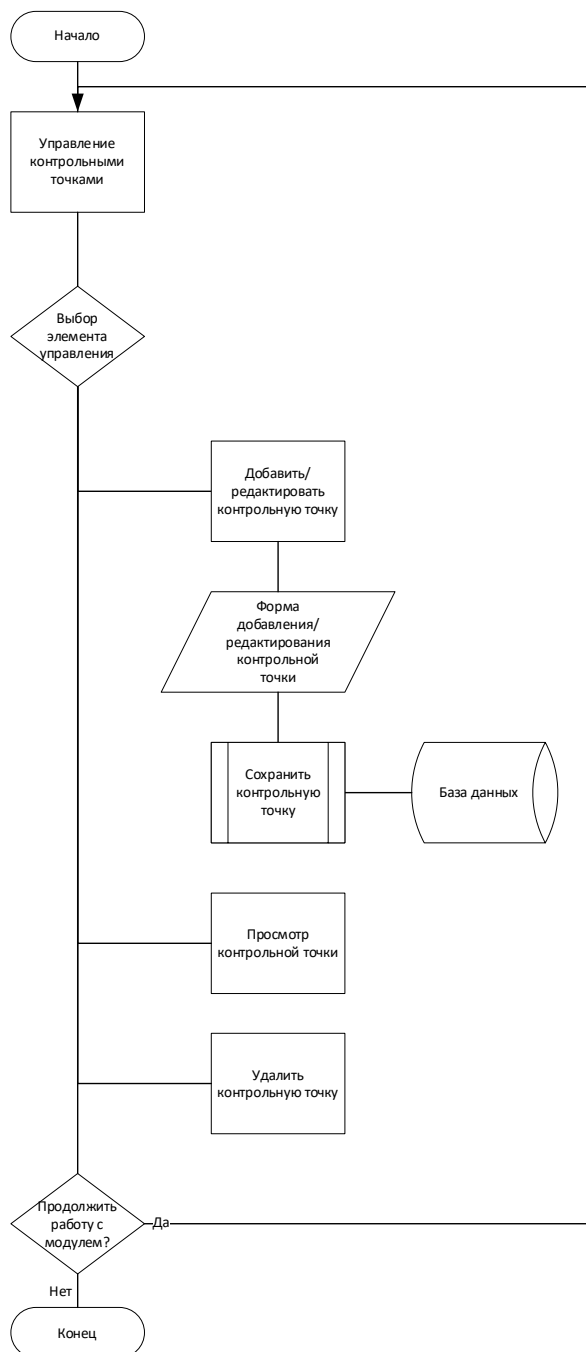 Начало
Управление
контрольными
точками
Выбор
элемента
управления
Добавить/
редактировать
контрольную точку
Форма
добавления/
редактирования
контрольной
точки
Сохранить
контрольную
точку
База данных
Просмотр
контрольной точки
Удалить
контрольную точку
Продолжить
работу с
модулем?
Да
Нет
Конец